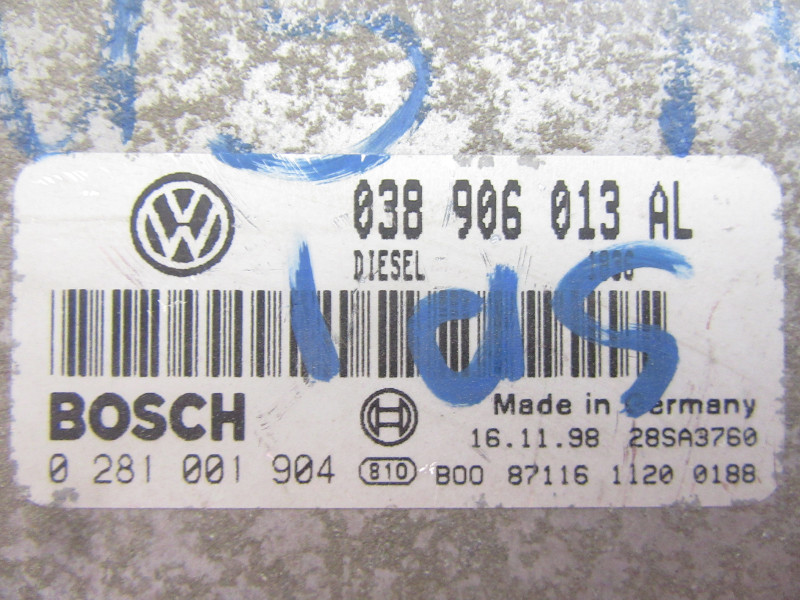 038 906 013 AL
DIESEL
BOSCH
Made in Germany
16.11.98 28SA3760
0 281 001 904 810 B00 87116 1120 0188